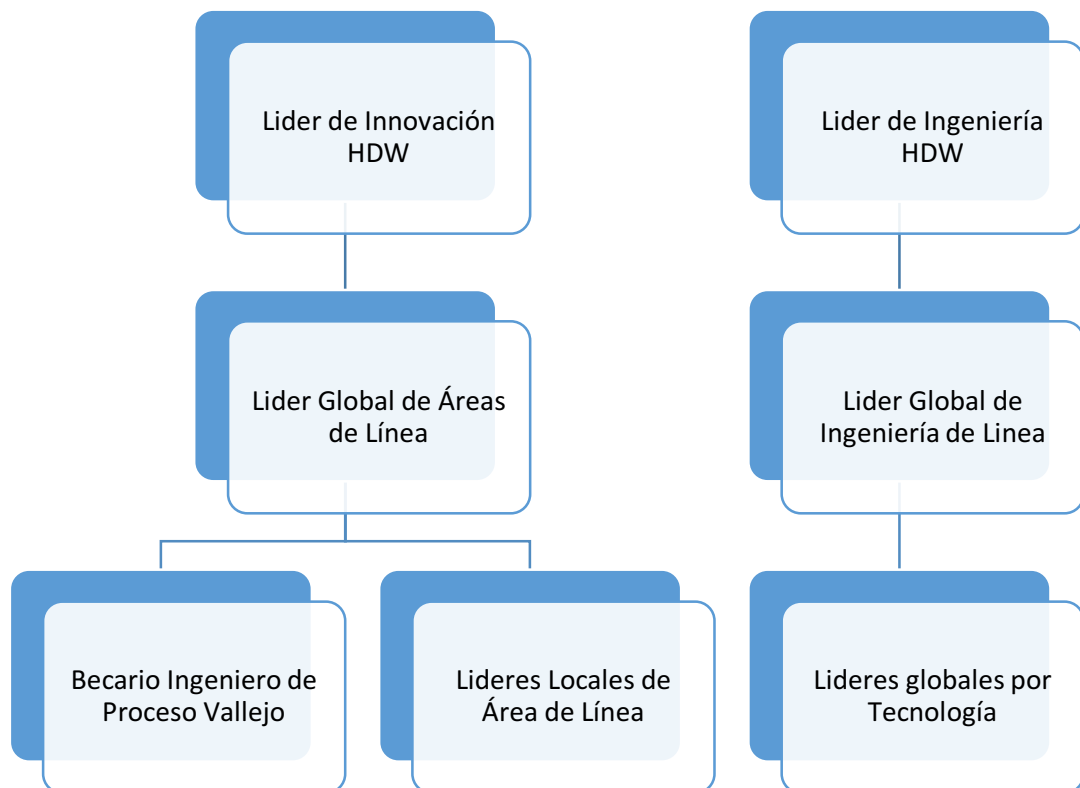 Lider de Innovación
HDW
Lider de Ingeniería
HDW
Lider Global de Áreas
de Línea
Lider Global de
Ingeniería de Linea
Becario Ingeniero de
Proceso Vallejo
Lideres Locales de
Área de Línea
Lideres globales por
Tecnología